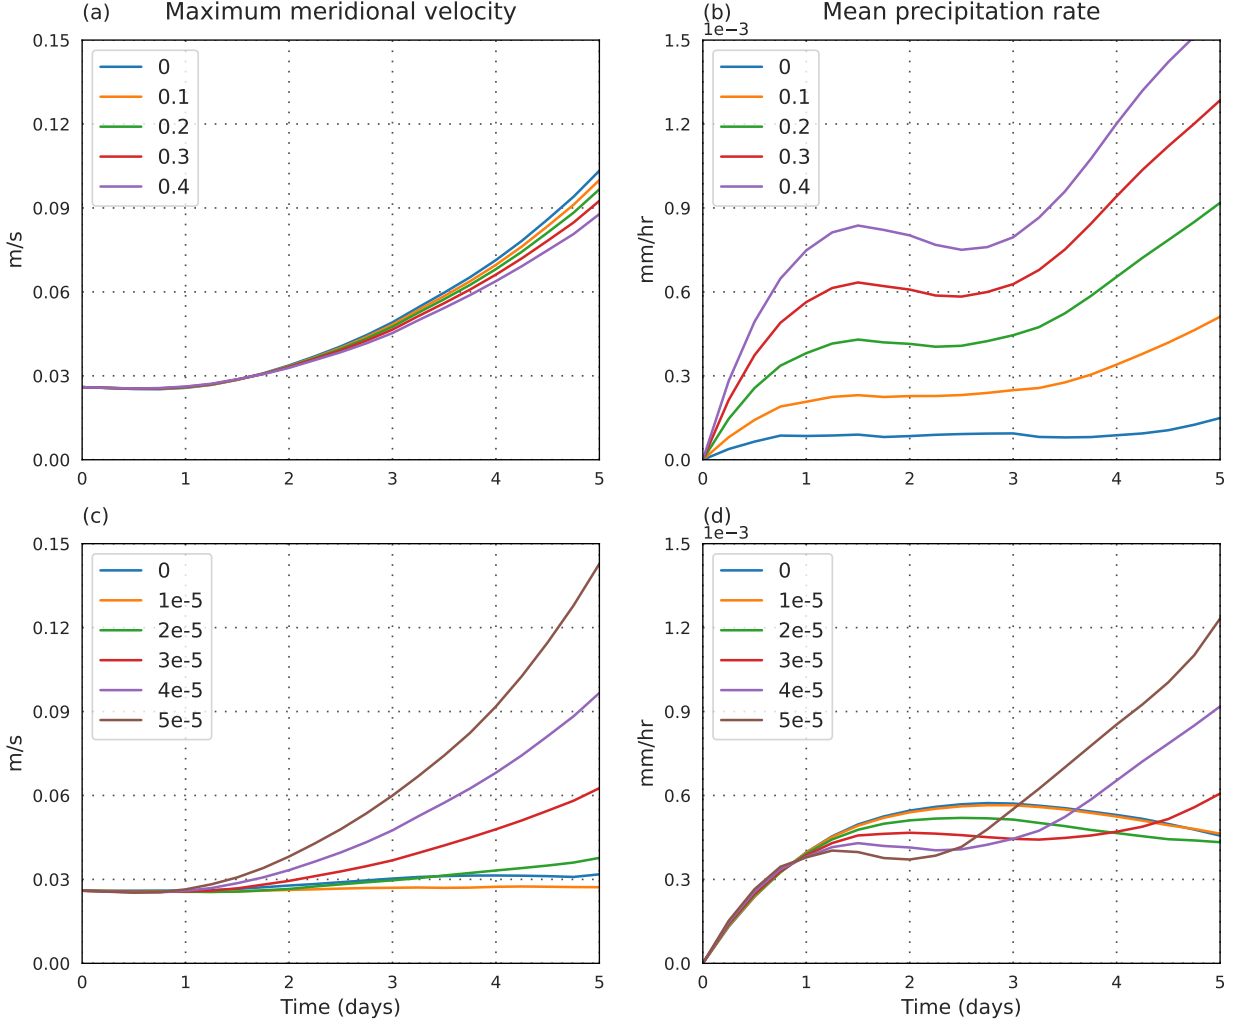 (a)
Maximum meridional velocity
0.15
0.12
0.09
0.06
0.03
0.00
m/s
0
0.1
0.2
0.3
0.4
0 1 2 3 4 5
(b)
Mean precipitation rate
1e−3
1.5
1.2
0.9
0.6
0.3
0.0
mm/hr
0
0.1
0.2
0.3
0.4
0 1 2 3 4 5
(c)
0.15
0.12
0.09
0.06
0.03
0.00
m/s
0
1e-5
2e-5
3e-5
4e-5
5e-5
0 1 2 3 4 5
Time (days)
(d)
1e−3
1.5
1.2
0.9
0.6
0.3
0.0
mm/hr
0
1e-5
2e-5
3e-5
4e-5
5e-5
0 1 2 3 4 5
Time (days)